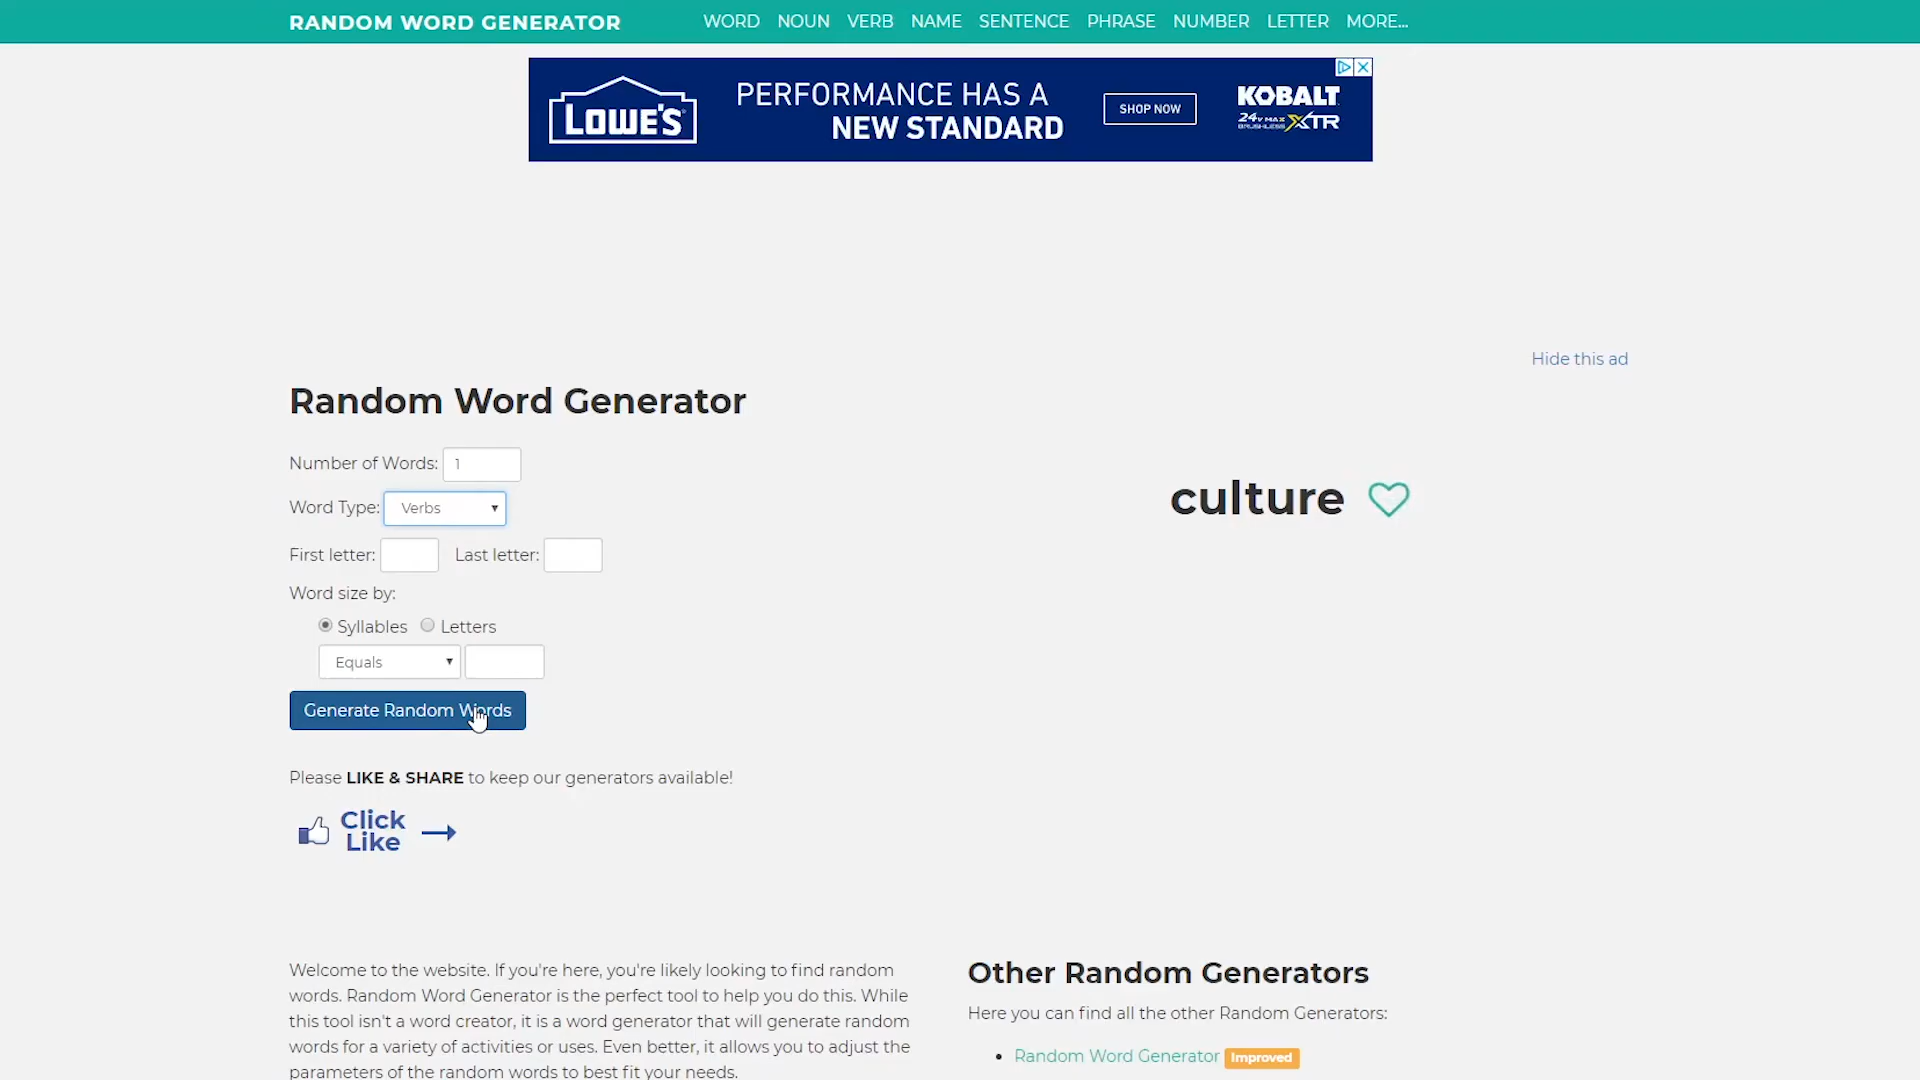 RANDOM WORD GENERATOR WORD NOUN VERB NAME SENTENCE PHRASE NUMBER LETTER MORE...
LOWE'S
PERFORMANCE HAS A
NEW STANDARD
SHOP NOW
KOBALT
24V MAX
BRUSHLESS XTR
Hide this ad
Random Word Generator
Number of Words: 1
Word Type: Verbs
First letter: Last letter:
Word size by:
Syllables Letters
Equals
Generate Random Words
culture
Please LIKE & SHARE to keep our generators available!
Click
Like
Welcome to the website. If you're here, you're likely looking to find random
words. Random Word Generator is the perfect tool to help you do this. While
this tool isn't a word creator, it is a word generator that will generate random
words for a variety of activities or uses. Even better, it allows you to adjust the
parameters of the random words to best fit your needs.
Other Random Generators
Here you can find all the other Random Generators:
Random Word Generator Improved